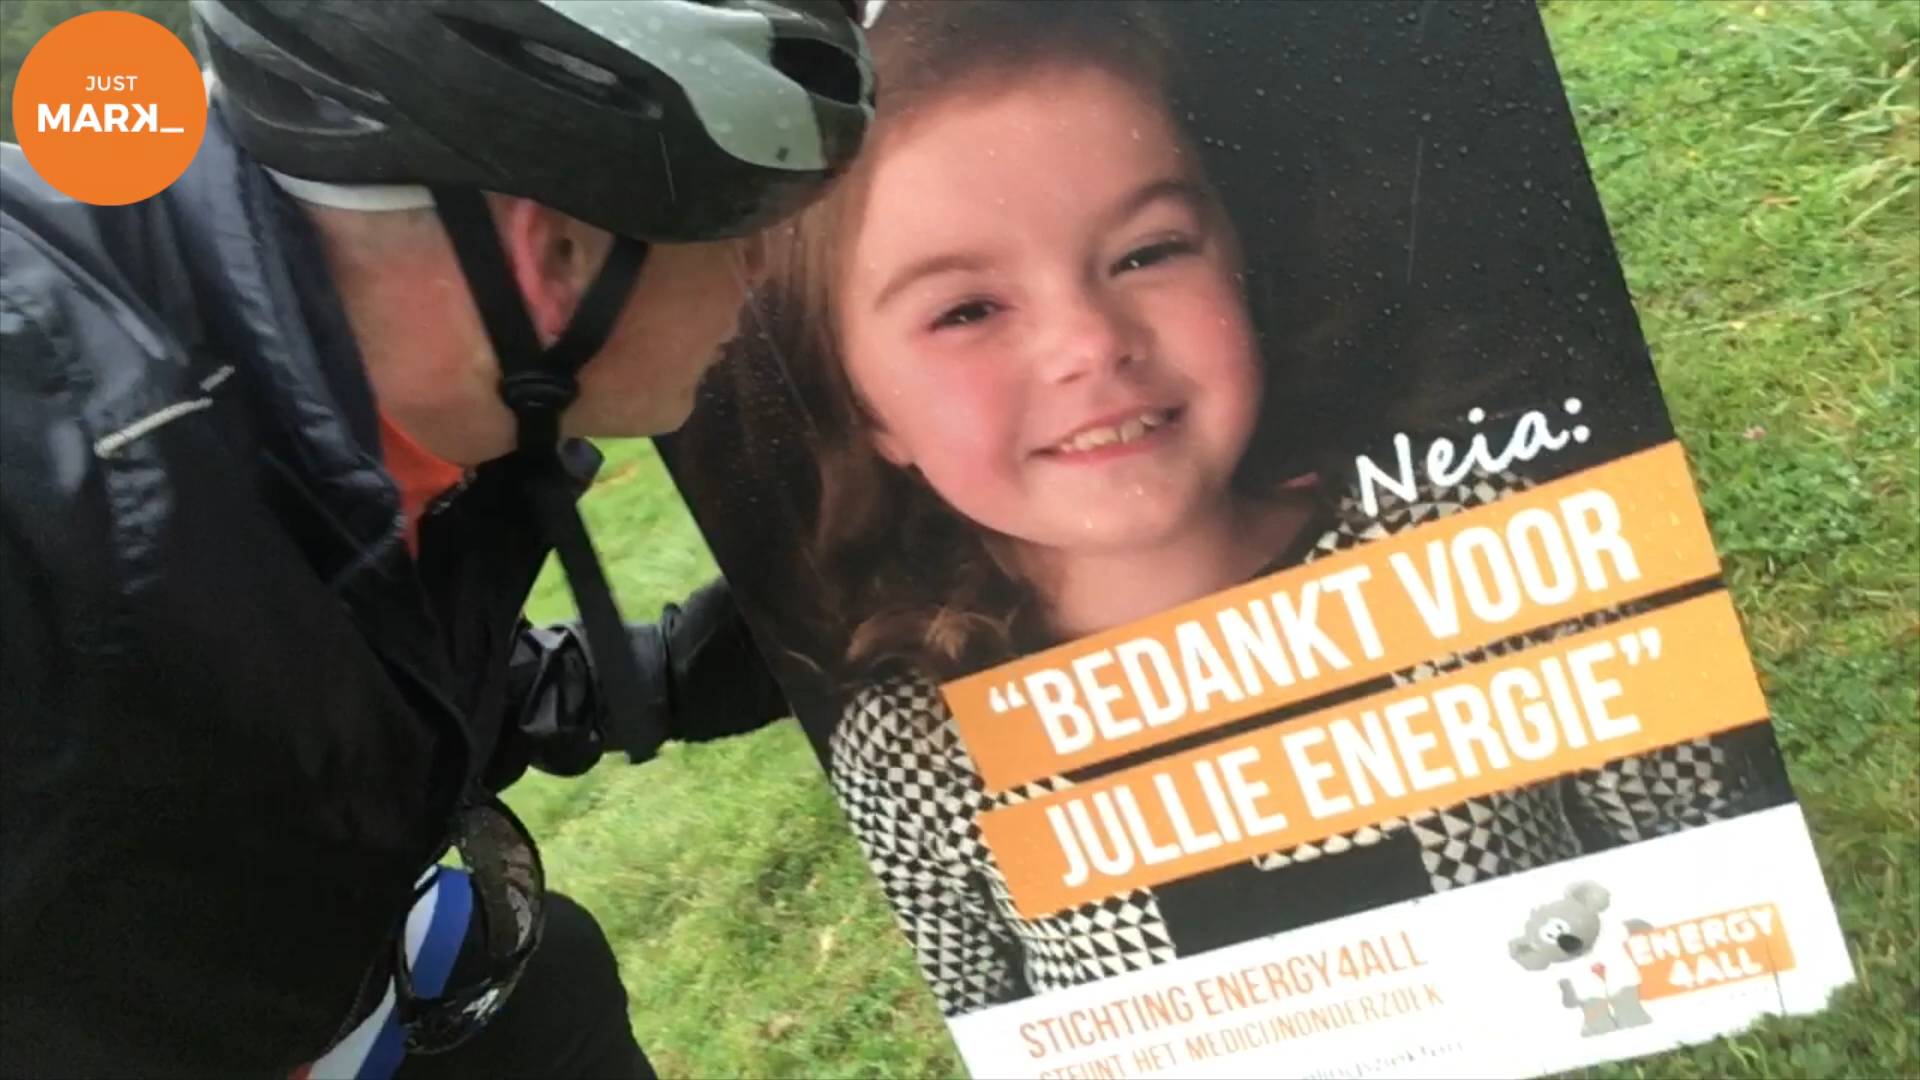 JUST
MARK_
Neia:
“BEDANKT VOOR
JULLIE ENERGIE”
STICHTING ENERGY4ALL
STEUNT HET MEDICIJNONDERZOEK
ENERGY
4ALL